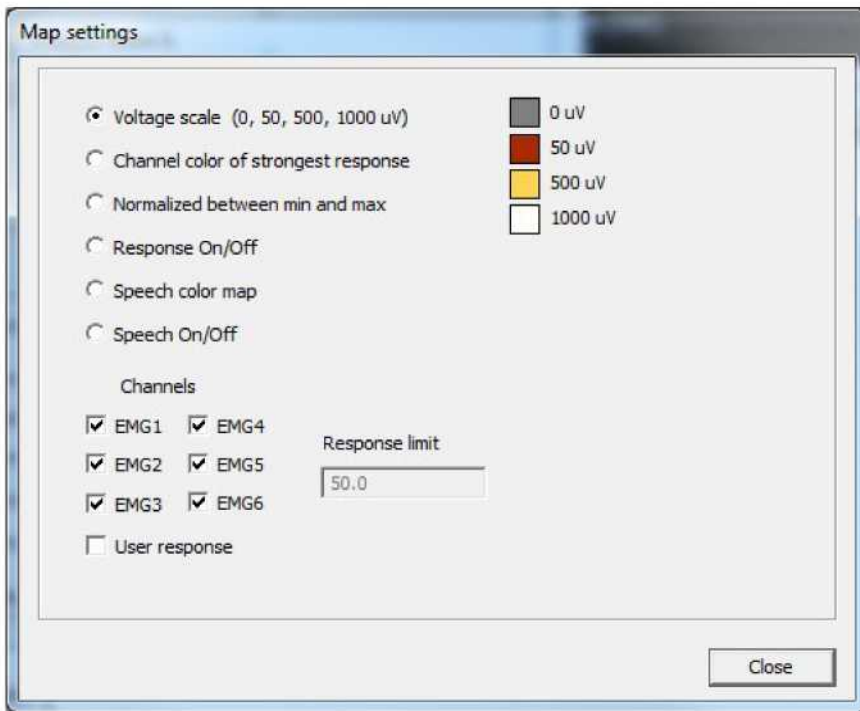 Map settings
Voltage scale (0, 50, 500, 1000 uV)
Channel color of strongest response
Normalized between min and max
Response On/Off
Speech color map
Speech On/Off
0 uV
50 uV
500 uV
1000 uV
Channels
EMG1 EMG4
EMG2 EMG5
EMG3 EMG6
User response
Response limit
50.0
Close